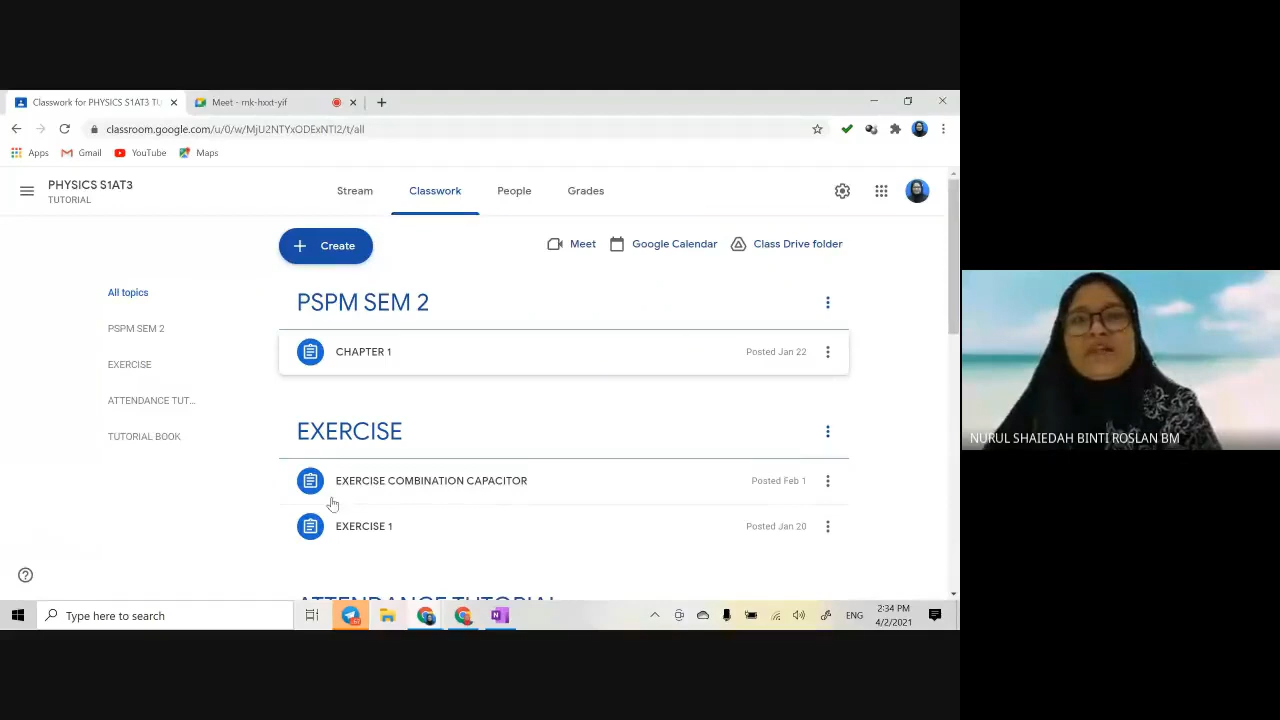 Classwork for PHYSICS S1AT3 TU
Meet - mk-hxxt-yif
classroom.google.com/u/0/w/MjU2NTYxODExNTI2/t/all
Apps
Gmail
YouTube
Maps
PHYSICS S1AT3
TUTORIAL
Stream
Classwork
People
Grades
Create
Meet
Google Calendar
Class Drive folder
All topics
PSPM SEM 2
EXERCISE
ATTENDANCE TUT...
TUTORIAL BOOK
PSPM SEM 2
CHAPTER 1
Posted Jan 22
EXERCISE
EXERCISE COMBINATION CAPACITOR
Posted Feb 1
EXERCISE 1
Posted Jan 20
ATTENDANCE TUTORIAL
NURUL SHAIEDAH BINTI ROSLAN BM
Type here to search
ENG
2:34 PM
4/2/2021